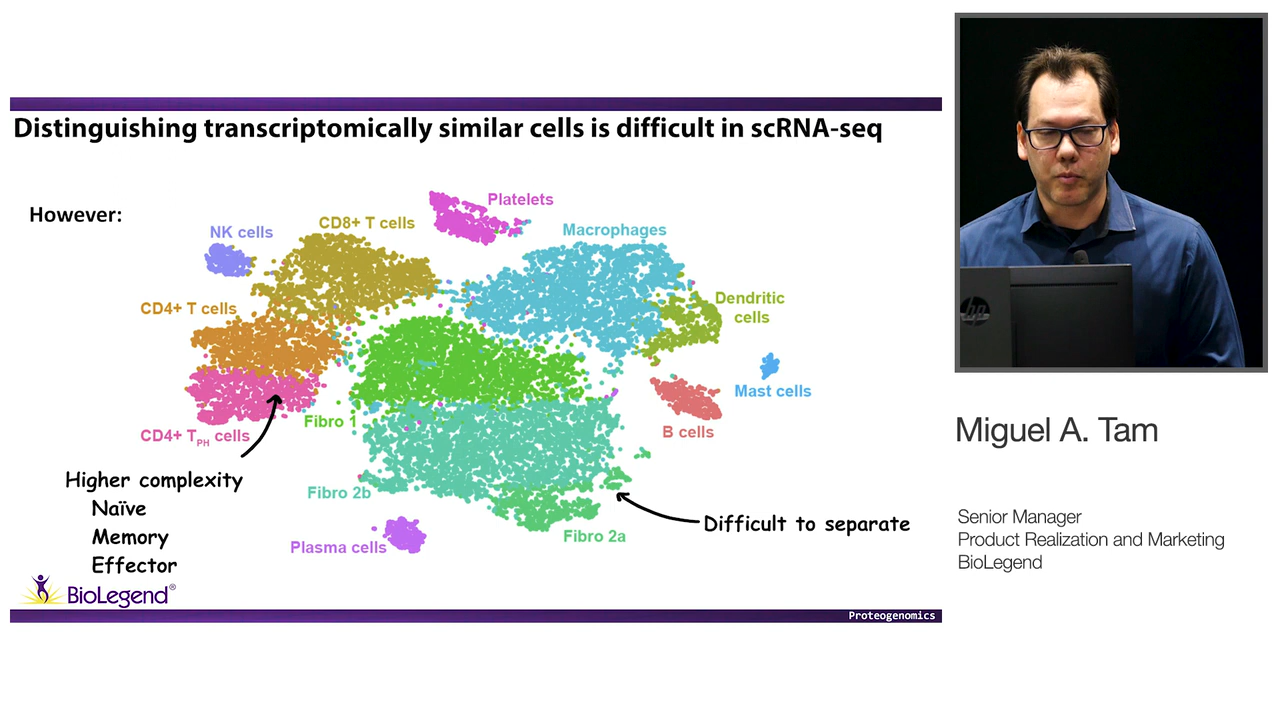 Distinguishing transcriptomically similar cells is difficult in scRNA-seq
However:
Platelets
CD8+ T cells
NK cells
Macrophages
CD4+ T cells
Dendritic
cells
Mast cells
Fibro 1
B cells
CD4+ TPH cells
Higher complexity
Naïve
Memory
Effector
Fibro 2b
Difficult to separate
Fibro 2a
Plasma cells
BioLegend®
Proteogenomics
hp
Miguel A. Tam
Senior Manager
Product Realization and Marketing
BioLegend